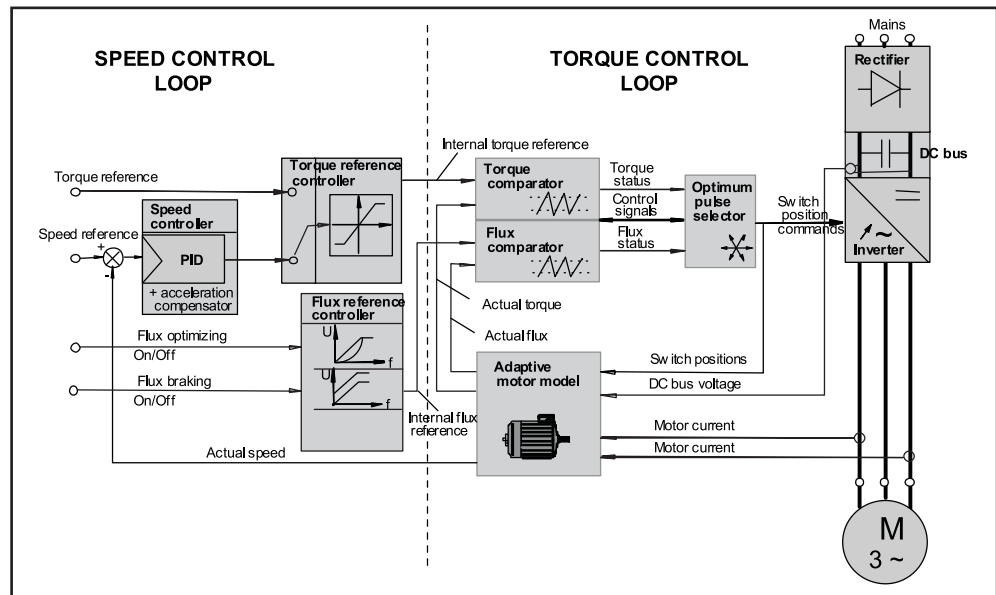 SPEED CONTROL
LOOP
TORQUE CONTROL
LOOP
Mains
Rectifier
DC bus
Internal torque reference
Torque reference
Torque reference
controller
Torque
comparator
Torque
status
Control
signals
Flux
status
Optimum
pulse
selector
Switch
position
commands
Inverter
~
Speed reference
+
-
Speed
controller
PID
+ acceleration
compensator
Flux comparator
Actual torque
Actual flux
Flux reference
controller
U
f
U
f
Flux optimizing
On/Off
Flux braking
On/Off
Internal flux
reference
Adaptive
motor model
Switch positions
DC bus voltage
Motor current
Motor current
Actual speed
M
3 ~